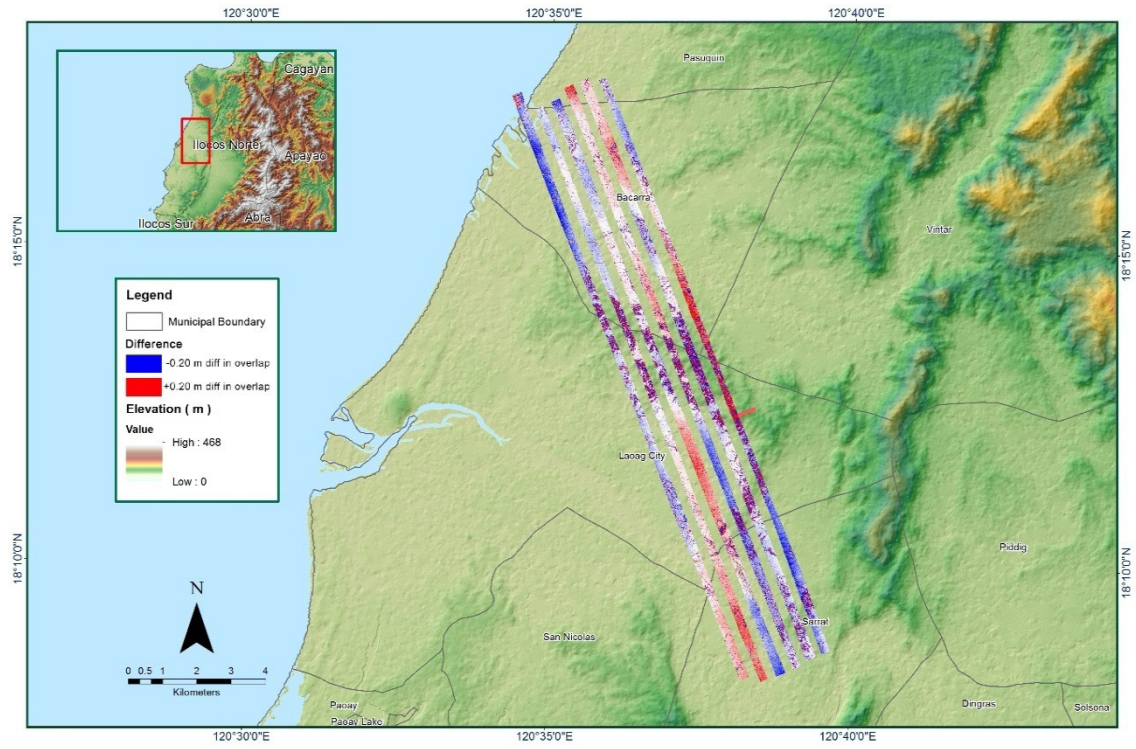 120°30'0"E
120°35'0"E
120°40'0"E
Pasuquin
Cagayan
Ilocos Norte
Apayao
Ilocos Sur
Abra
Bacarra
Vintar
18°15'0"N
18°15'0"N
Legend
Municipal Boundary
Difference
-0.20 m diff in overlap
+0.20 m diff in overlap
Elevation ( m )
Value
High : 468
Low : 0
Laoag City
18°10'0"N
18°10'0"N
Piddig
N
Sarrat
San Nicolas
0 0.5 1 2 3 4
Kilometers
Paoay
Paoay Lake
Dingras
Solsona
120°30'0"E
120°35'0"E
120°40'0"E